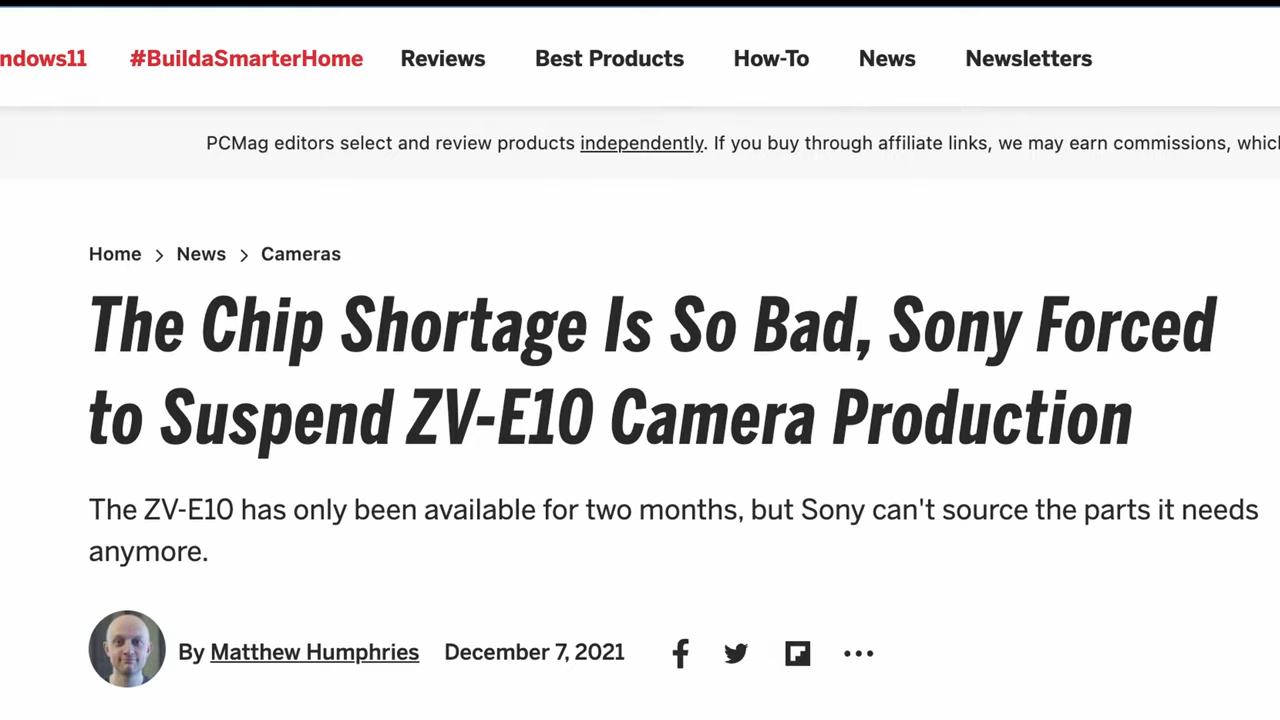 ndows11 #BuildaSmarterHome Reviews Best Products How-To News Newsletters
PCMag editors select and review products independently. If you buy through affiliate links, we may earn commissions, which
Home > News > Cameras
The Chip Shortage Is So Bad, Sony Forced
to Suspend ZV-E10 Camera Production
The ZV-E10 has only been available for two months, but Sony can't source the parts it needs
anymore.
By Matthew Humphries December 7, 2021